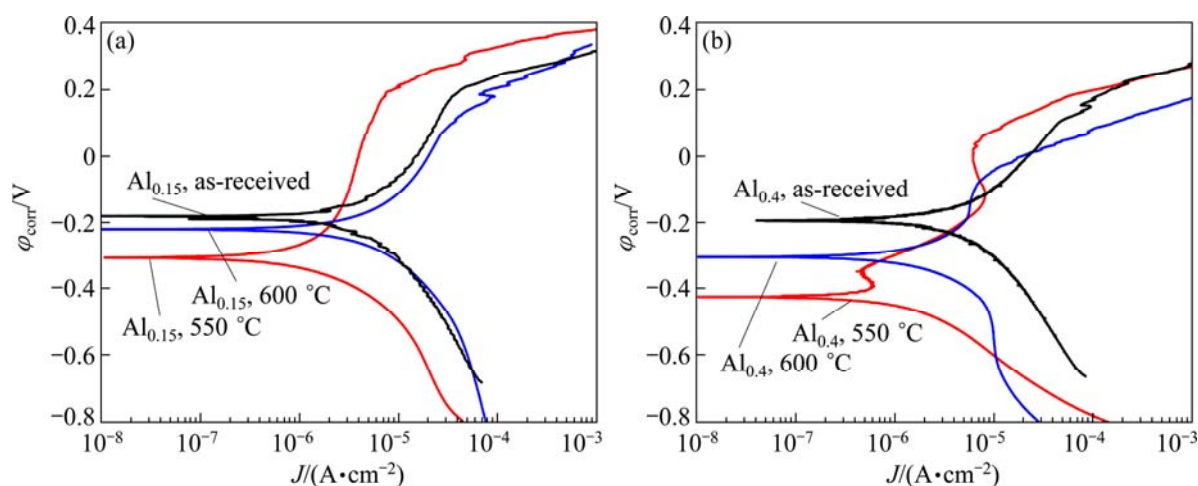 (a)
0.4
0.2
0
−0.2
−0.4
−0.6
−0.8
φcorr/V
Al0.15, as-received
Al0.15, 600 °C
Al0.15, 550 °C
10−8
10−7
10−6
10−5
10−4
10−3
J/(A•cm−2)
(b)
0.4
0.2
0
−0.2
−0.4
−0.6
−0.8
φcorr/V
Al0.4, as-received
Al0.4, 550 °C
Al0.4, 600 °C
10−8
10−7
10−6
10−5
10−4
10−3
J/(A•cm−2)